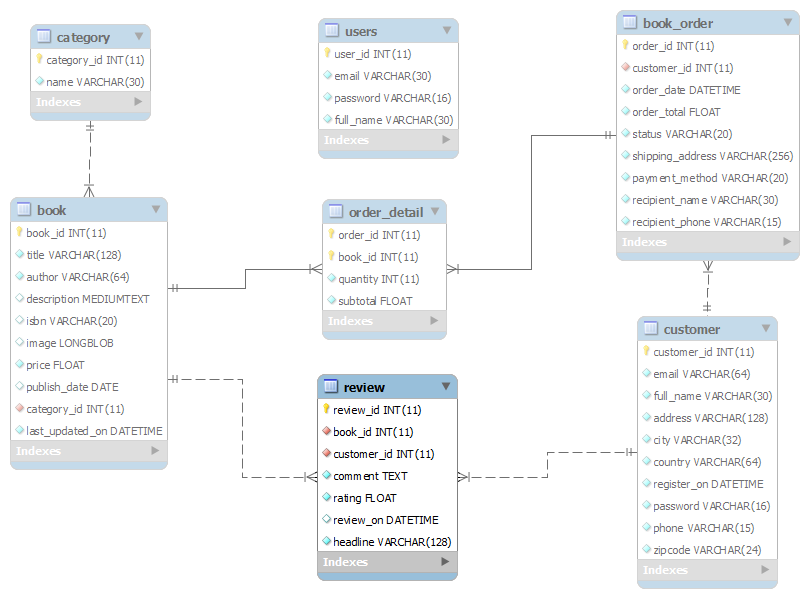 category
category_id INT(11)
name VARCHAR(30)
Indexes
users
user_id INT(11)
email VARCHAR(30)
password VARCHAR(16)
full_name VARCHAR(30)
Indexes
book_order
order_id INT(11)
customer_id INT(11)
order_date DATETIME
order_total FLOAT
status VARCHAR(20)
shipping_address VARCHAR(256)
payment_method VARCHAR(20)
recipient_name VARCHAR(30)
recipient_phone VARCHAR(15)
Indexes
book
book_id INT(11)
title VARCHAR(128)
author VARCHAR(64)
description MEDIUMTEXT
isbn VARCHAR(20)
image LONGBLOB
price FLOAT
publish_date DATE
category_id INT(11)
last_updated_on DATETIME
Indexes
order_detail
order_id INT(11)
book_id INT(11)
quantity INT(11)
subtotal FLOAT
Indexes
review
review_id INT(11)
book_id INT(11)
customer_id INT(11)
comment TEXT
rating FLOAT
review_on DATETIME
headline VARCHAR(128)
Indexes
customer
customer_id INT(11)
email VARCHAR(64)
full_name VARCHAR(30)
address VARCHAR(128)
city VARCHAR(32)
country VARCHAR(64)
register_on DATETIME
password VARCHAR(16)
phone VARCHAR(15)
zipcode VARCHAR(24)
Indexes